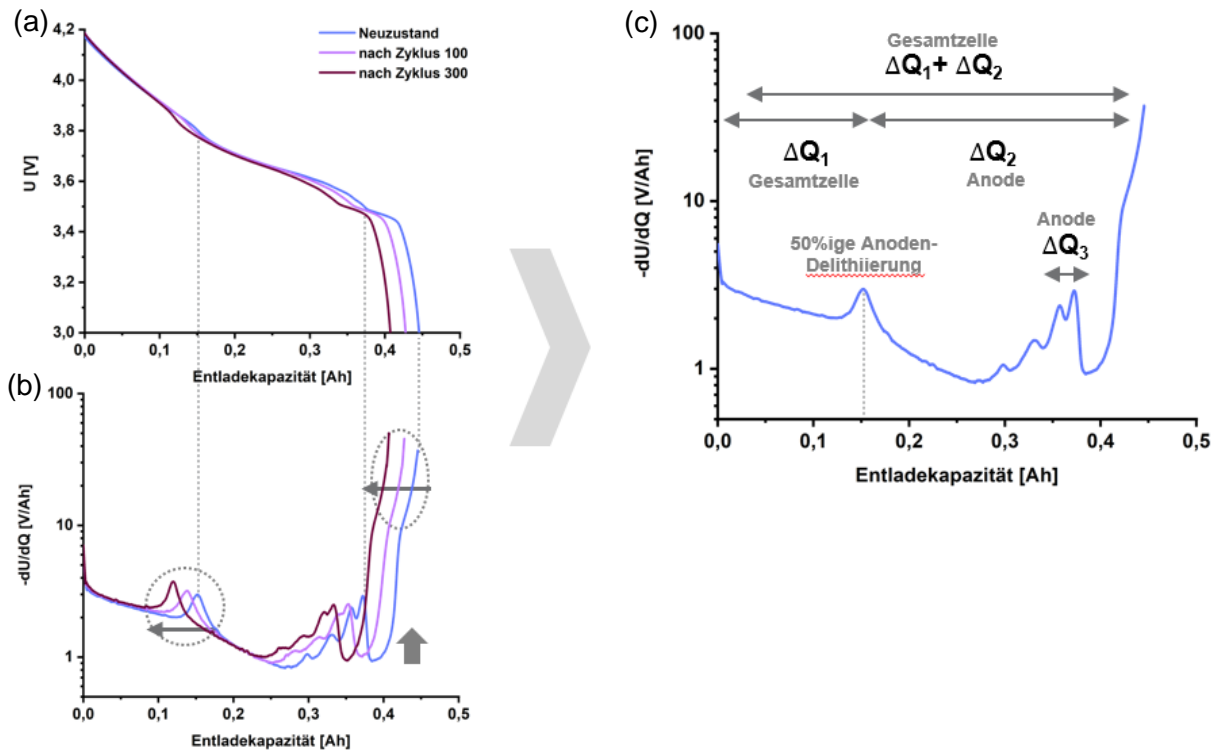 (a)
4,2
4,0
3,8
3,6
3,4
3,2
3,0
U [V]
Neuzustand
nach Zyklus 100
nach Zyklus 300
0,0 0,1 0,2 0,3 0,4 0,5
Entladekapazität [Ah]
(b)
100
10
1
-dU/dQ [V/Ah]
0,0 0,1 0,2 0,3 0,4 0,5
Entladekapazität [Ah]
(c)
100
10
1
-dU/dQ [V/Ah]
Gesamtzelle
ΔQ₁+ ΔQ₂
ΔQ₁
Gesamtzelle
ΔQ₂
Anode
50%ige Anoden-
Delithiierung
Anode
ΔQ₃
0,0 0,1 0,2 0,3 0,4 0,5
Entladekapazität [Ah]